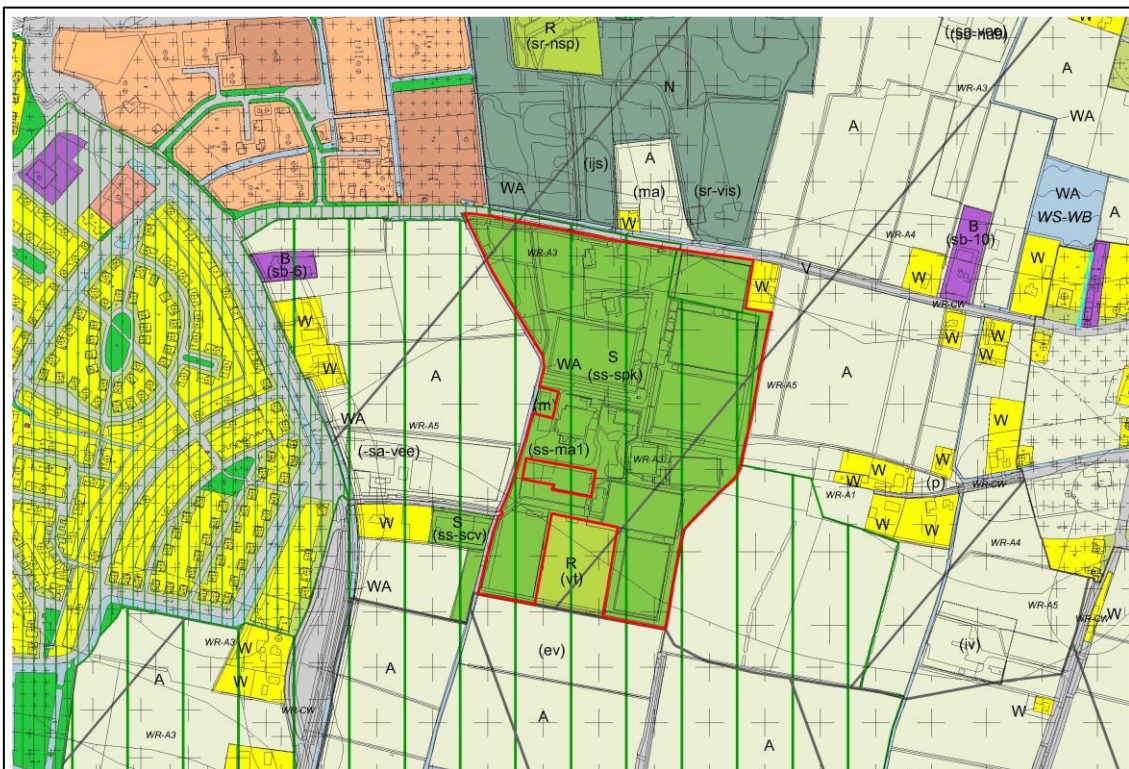 R
(sr-nsp)
A
WR-A3
A
WA
N
A
(ijs)
A
(ma)
(sr-vis)
WA
WA
WS-WB
A
W
WR-A4
B
(sb-10)
W
W
WR-A3
B
(sb-6)
W
V
WR-CW
W
W
W
S
(ss-spk)
WA
A
WR-A5
A
W
W
(m)
WA
WR-A5
(-sa-vee)
(ss-ma1)
WR-A3
W
W
W
(p)
WR-CW
WR-A1
W
W
W
S
(ss-scv)
WR-A4
R
(vt)
WA
WR-A5
WR-A3
W
W
A
A
(ev)
(iv)
WR-CW
W
W
WR-A3
WR-CW
A
A